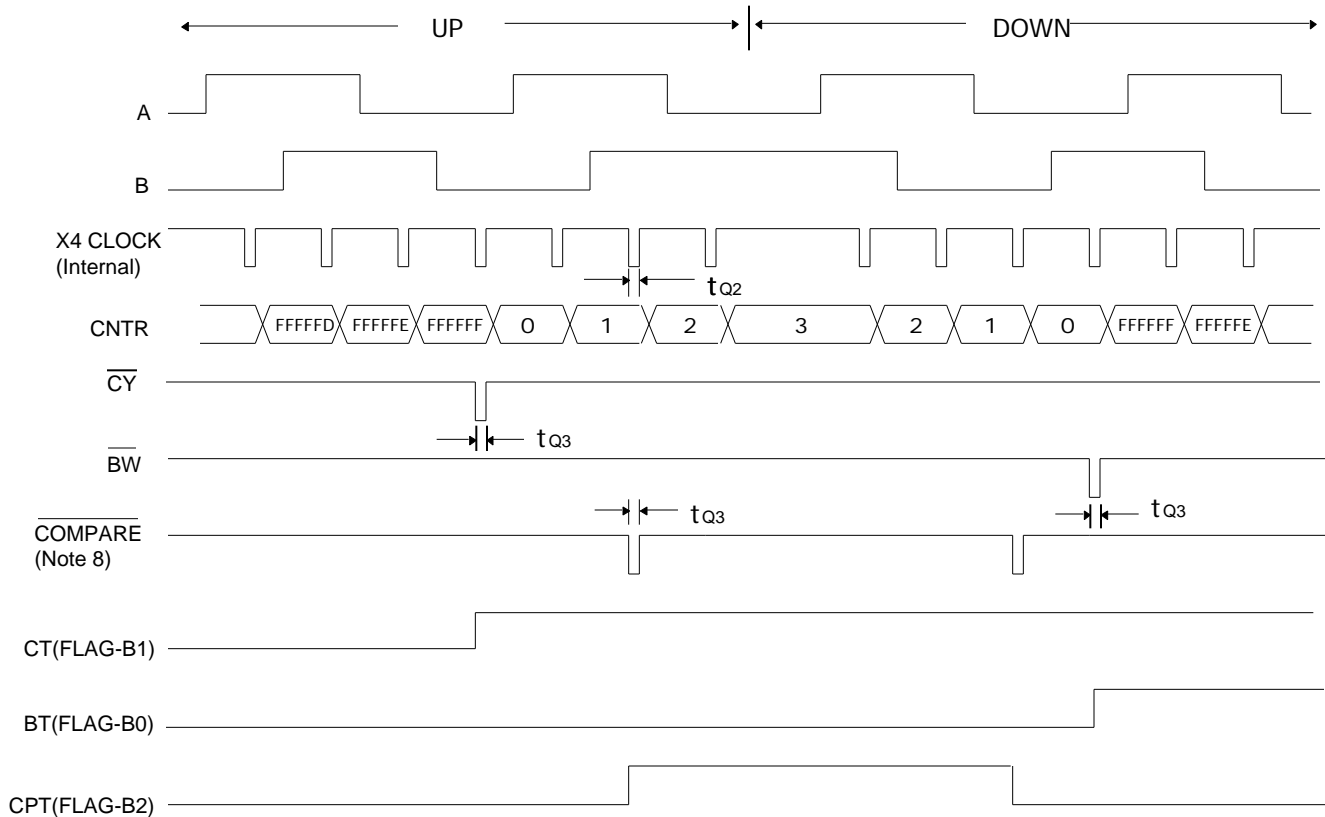 UP
DOWN
A
B
X4 CLOCK
(Internal)
tQ2
CNTR
FFFFFD FFFFFE FFFFFF 0 1 2 3 2 1 0 FFFFFF FFFFFE
CY
tQ3
BW
tQ3
tQ3
COMPARE
(Note 8)
CT(FLAG-B1)
BT(FLAG-B0)
CPT(FLAG-B2)